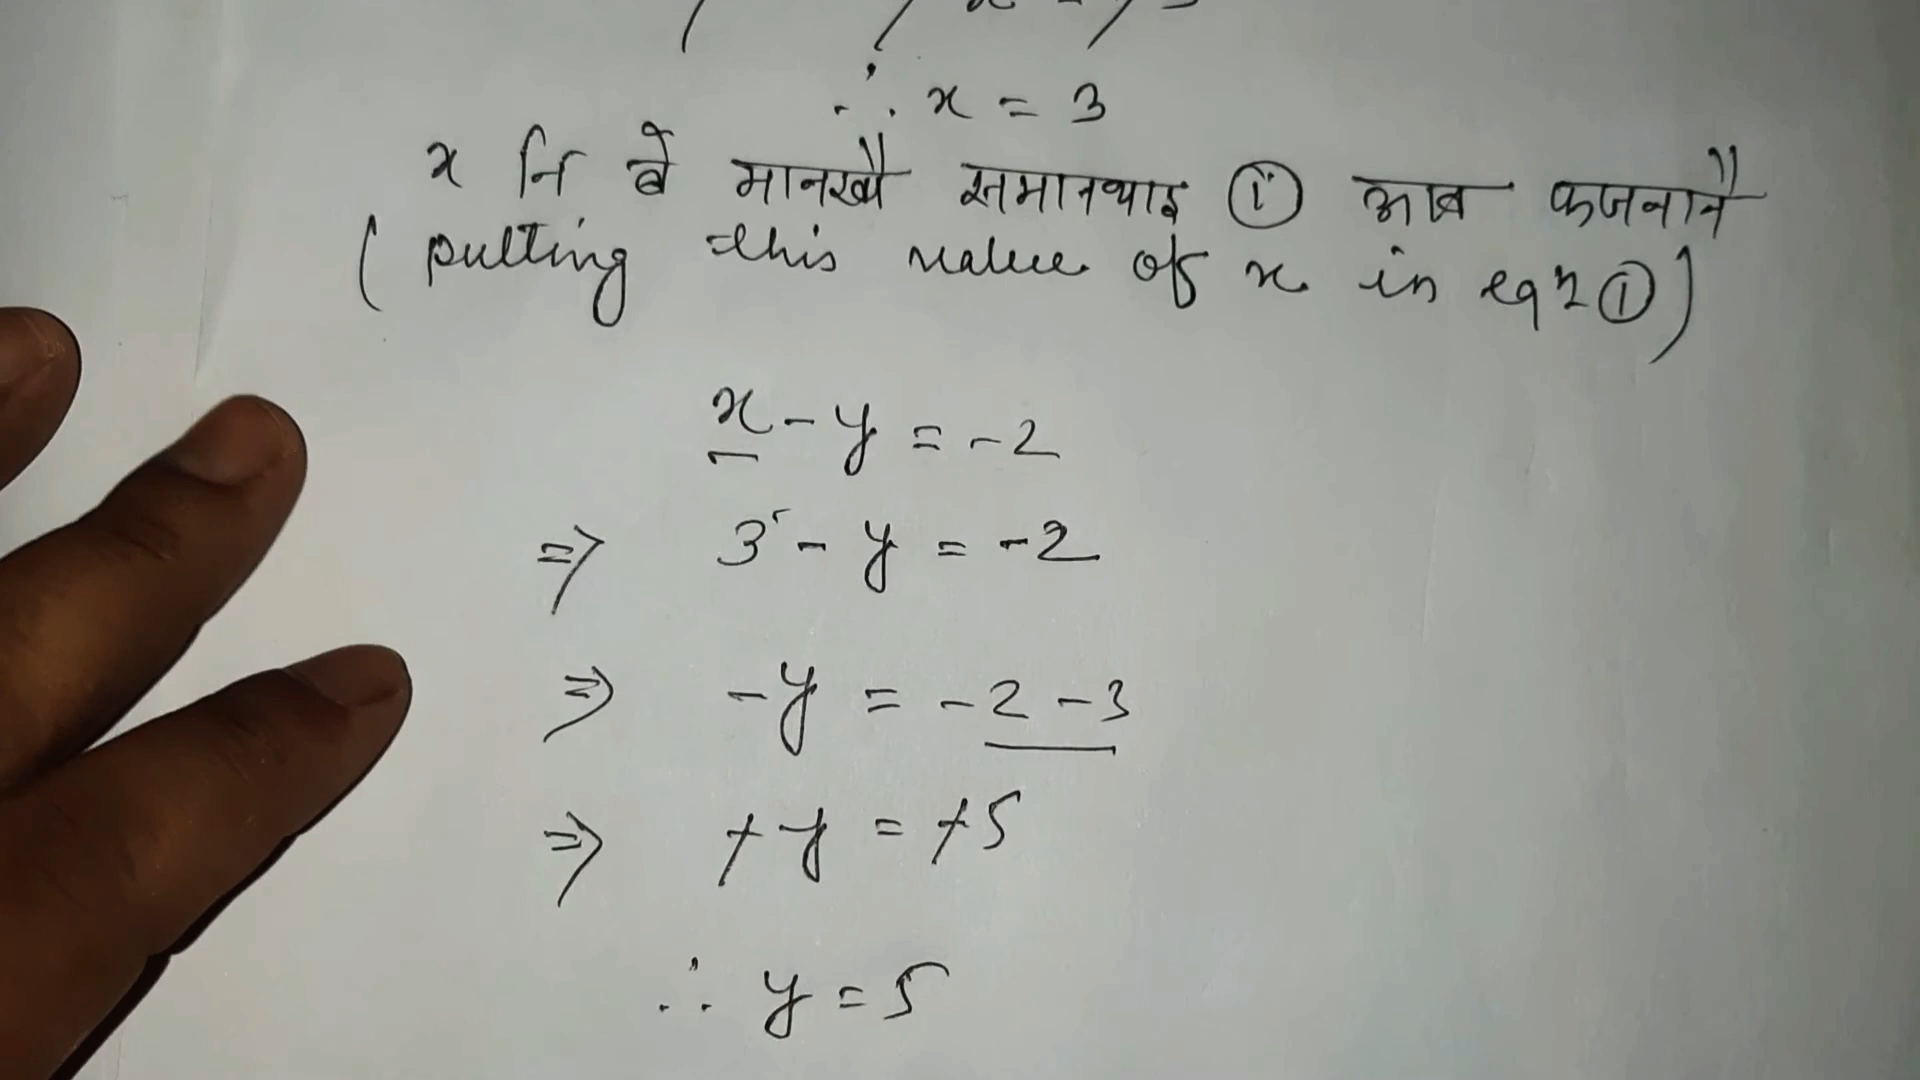 ∴ x = 3
x नि बे मानखौ समानथाइ ① आव फजनानै
(putting this value of x in eqn ①)
x - y = -2
⇒ 3 - y = -2
⇒ -y = -2 -3
⇒ +y = +5
∴ y = 5